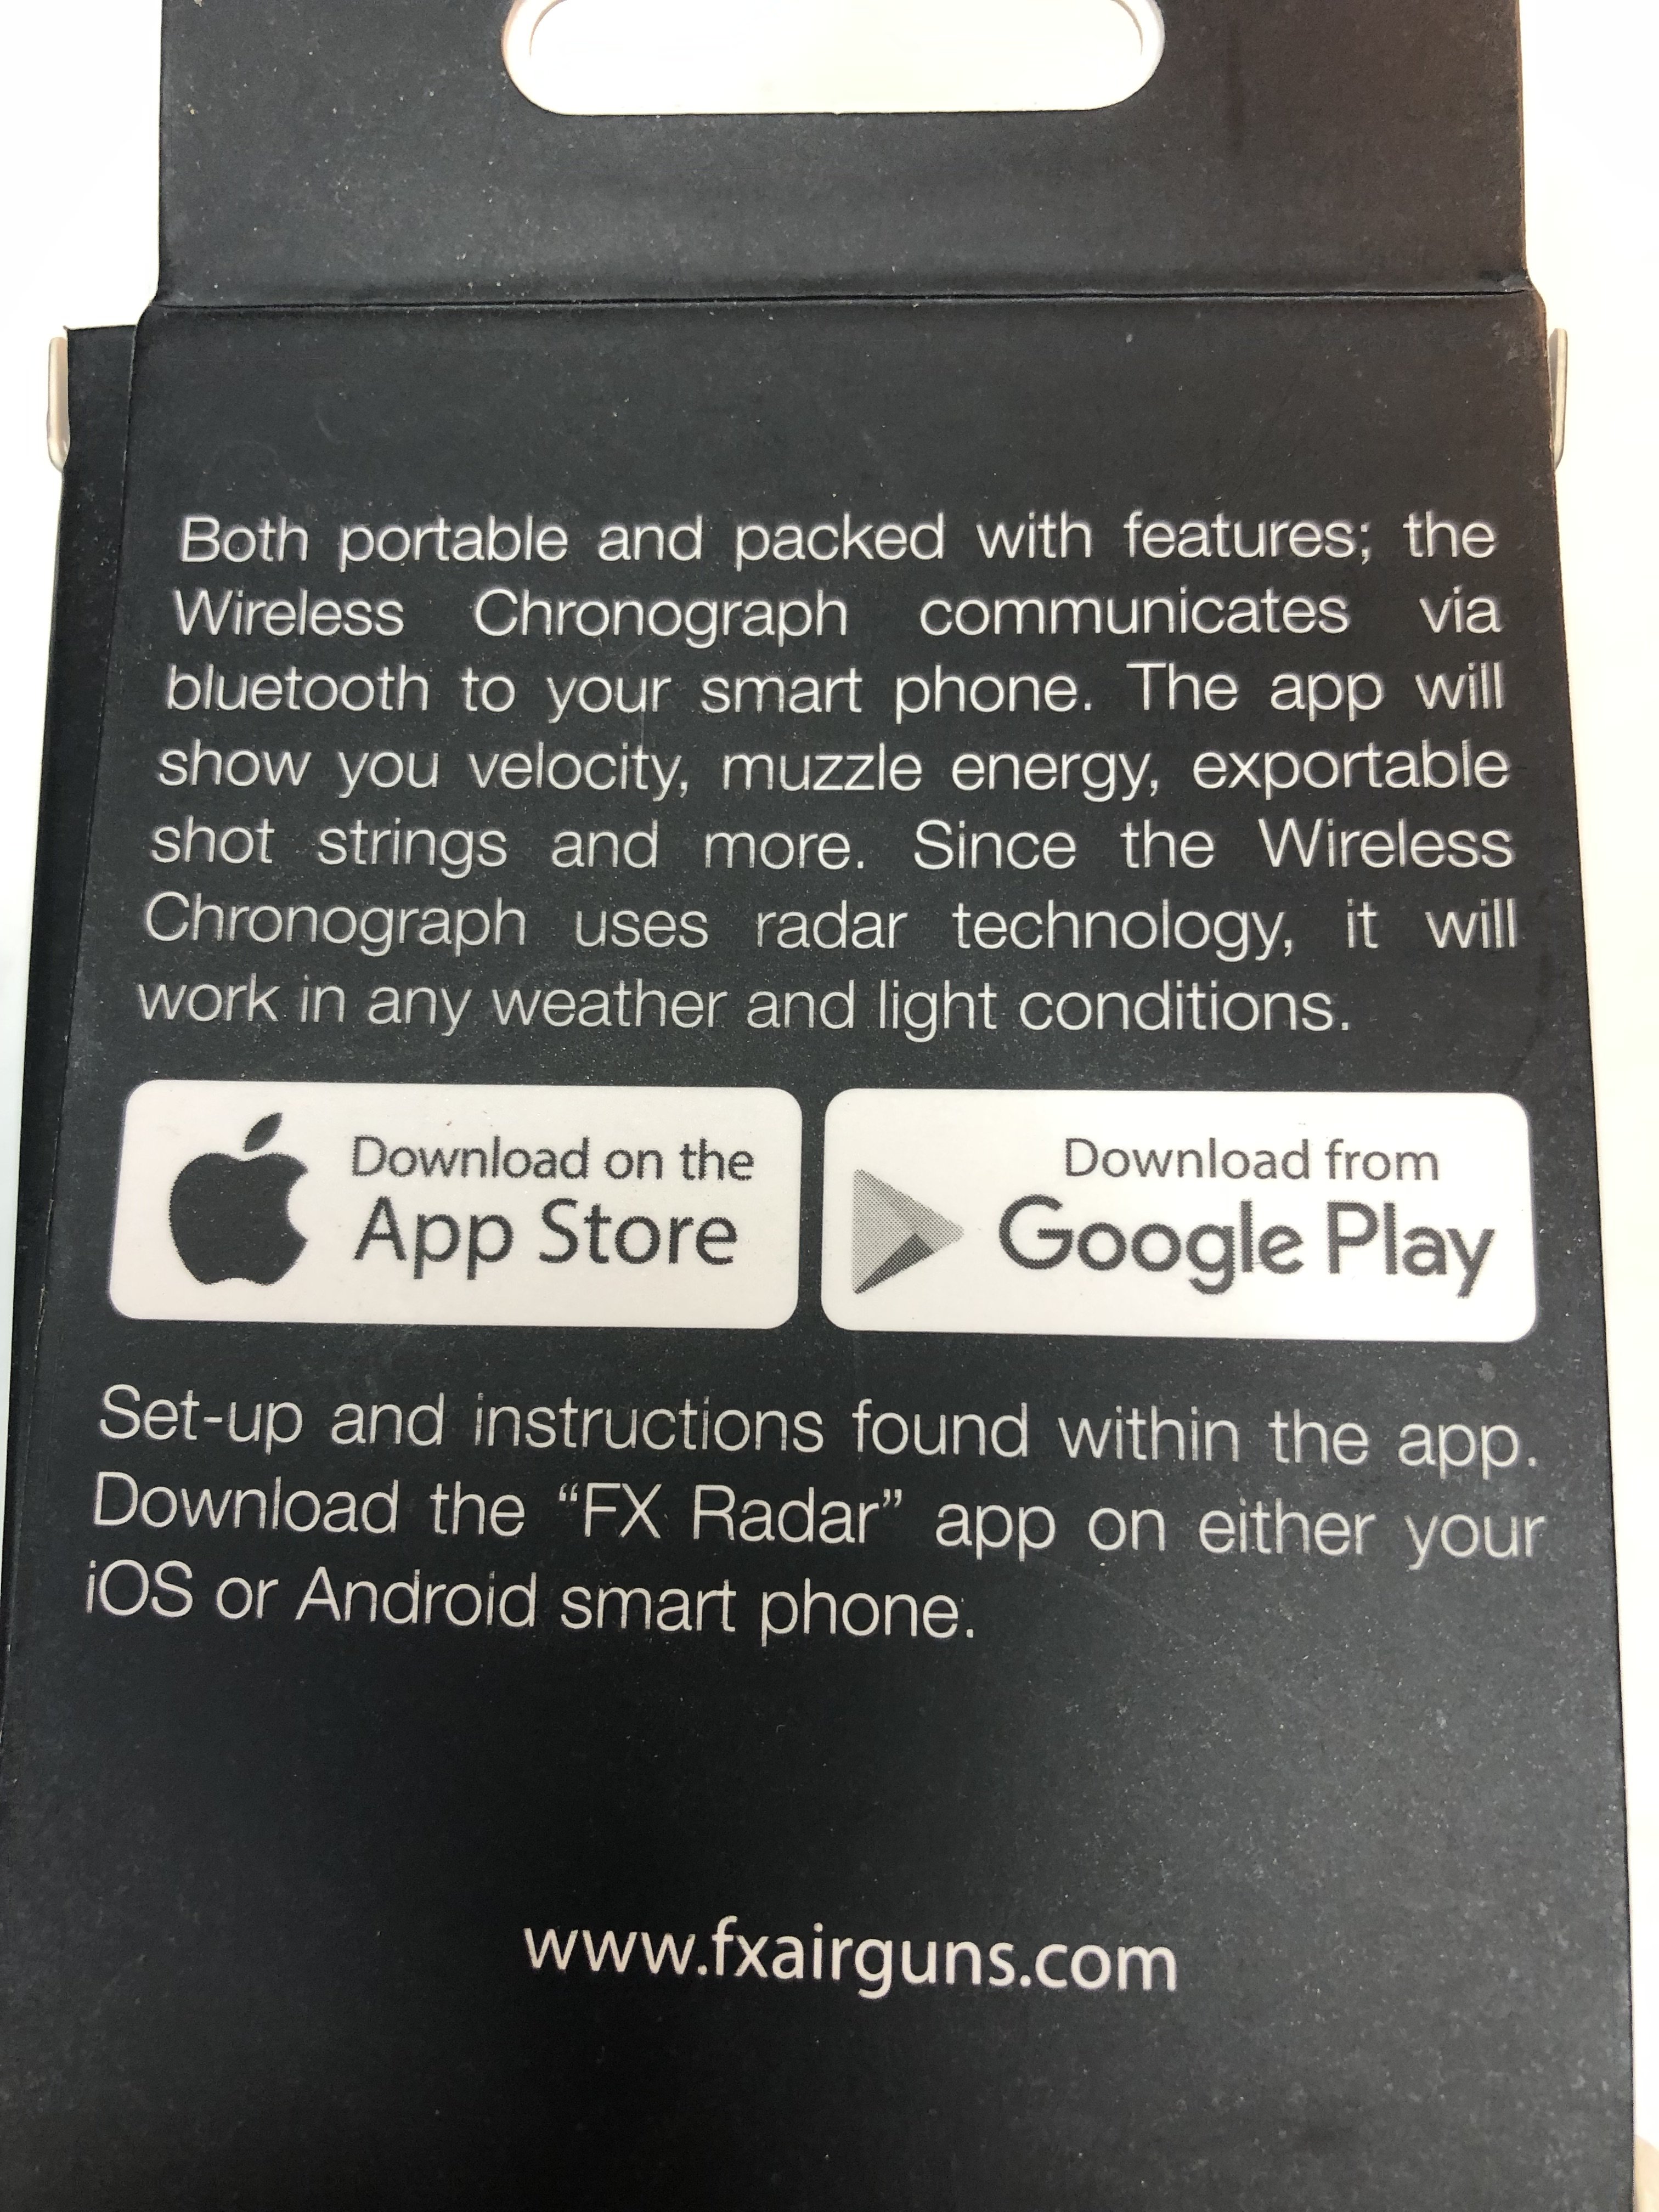 Both portable and packed with features; the
Wireless Chronograph communicates via
bluetooth to your smart phone. The app will
show you velocity, muzzle energy, exportable
shot strings and more. Since the Wireless
Chronograph uses radar technology, it will
work in any weather and light conditions.
Download on the
App Store
Download from
Google Play
Set-up and instructions found within the app.
Download the “FX Radar” app on either your
iOS or Android smart phone.
www.fxairguns.com